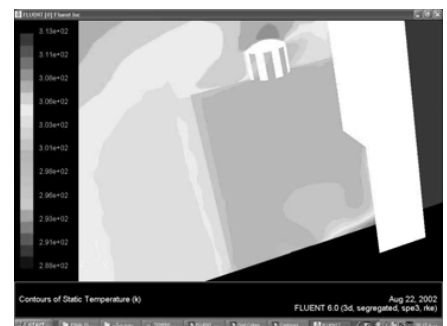 FLUENT [0] Fluent Inc
3.13e+02
3.11e+02
3.08e+02
3.06e+02
3.03e+02
3.01e+02
2.98e+02
2.96e+02
2.93e+02
2.91e+02
2.88e+02
Contours of Static Temperature (k)
Aug 22, 2002
FLUENT 6.0 (3d, segregated, spe3, rke)